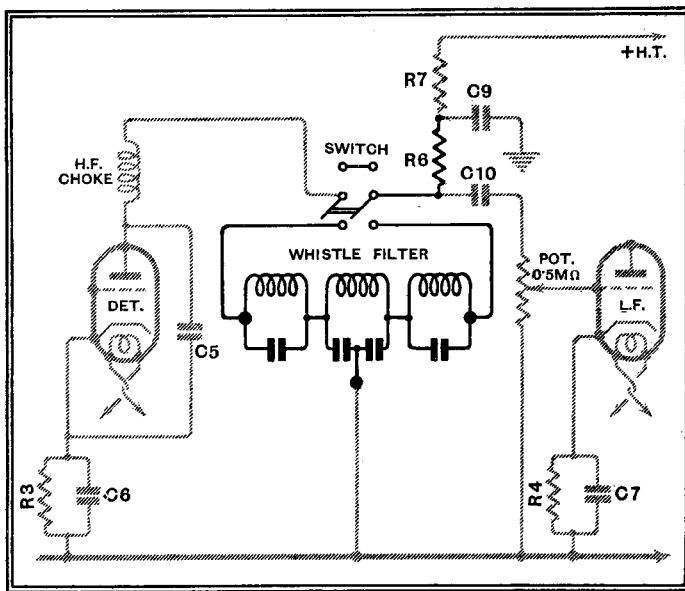 +H.T.
R7
C9
SWITCH
R6
H.F.
CHOKE
C10
WHISTLE FILTER
POT.
0·5MΩ
DET.
L.F.
C5
R3
C6
R4
C7